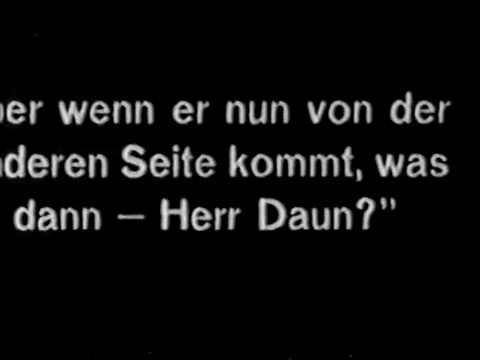 ber wenn er nun von der
nderen Seite kommt, was
dann — Herr Daun?"